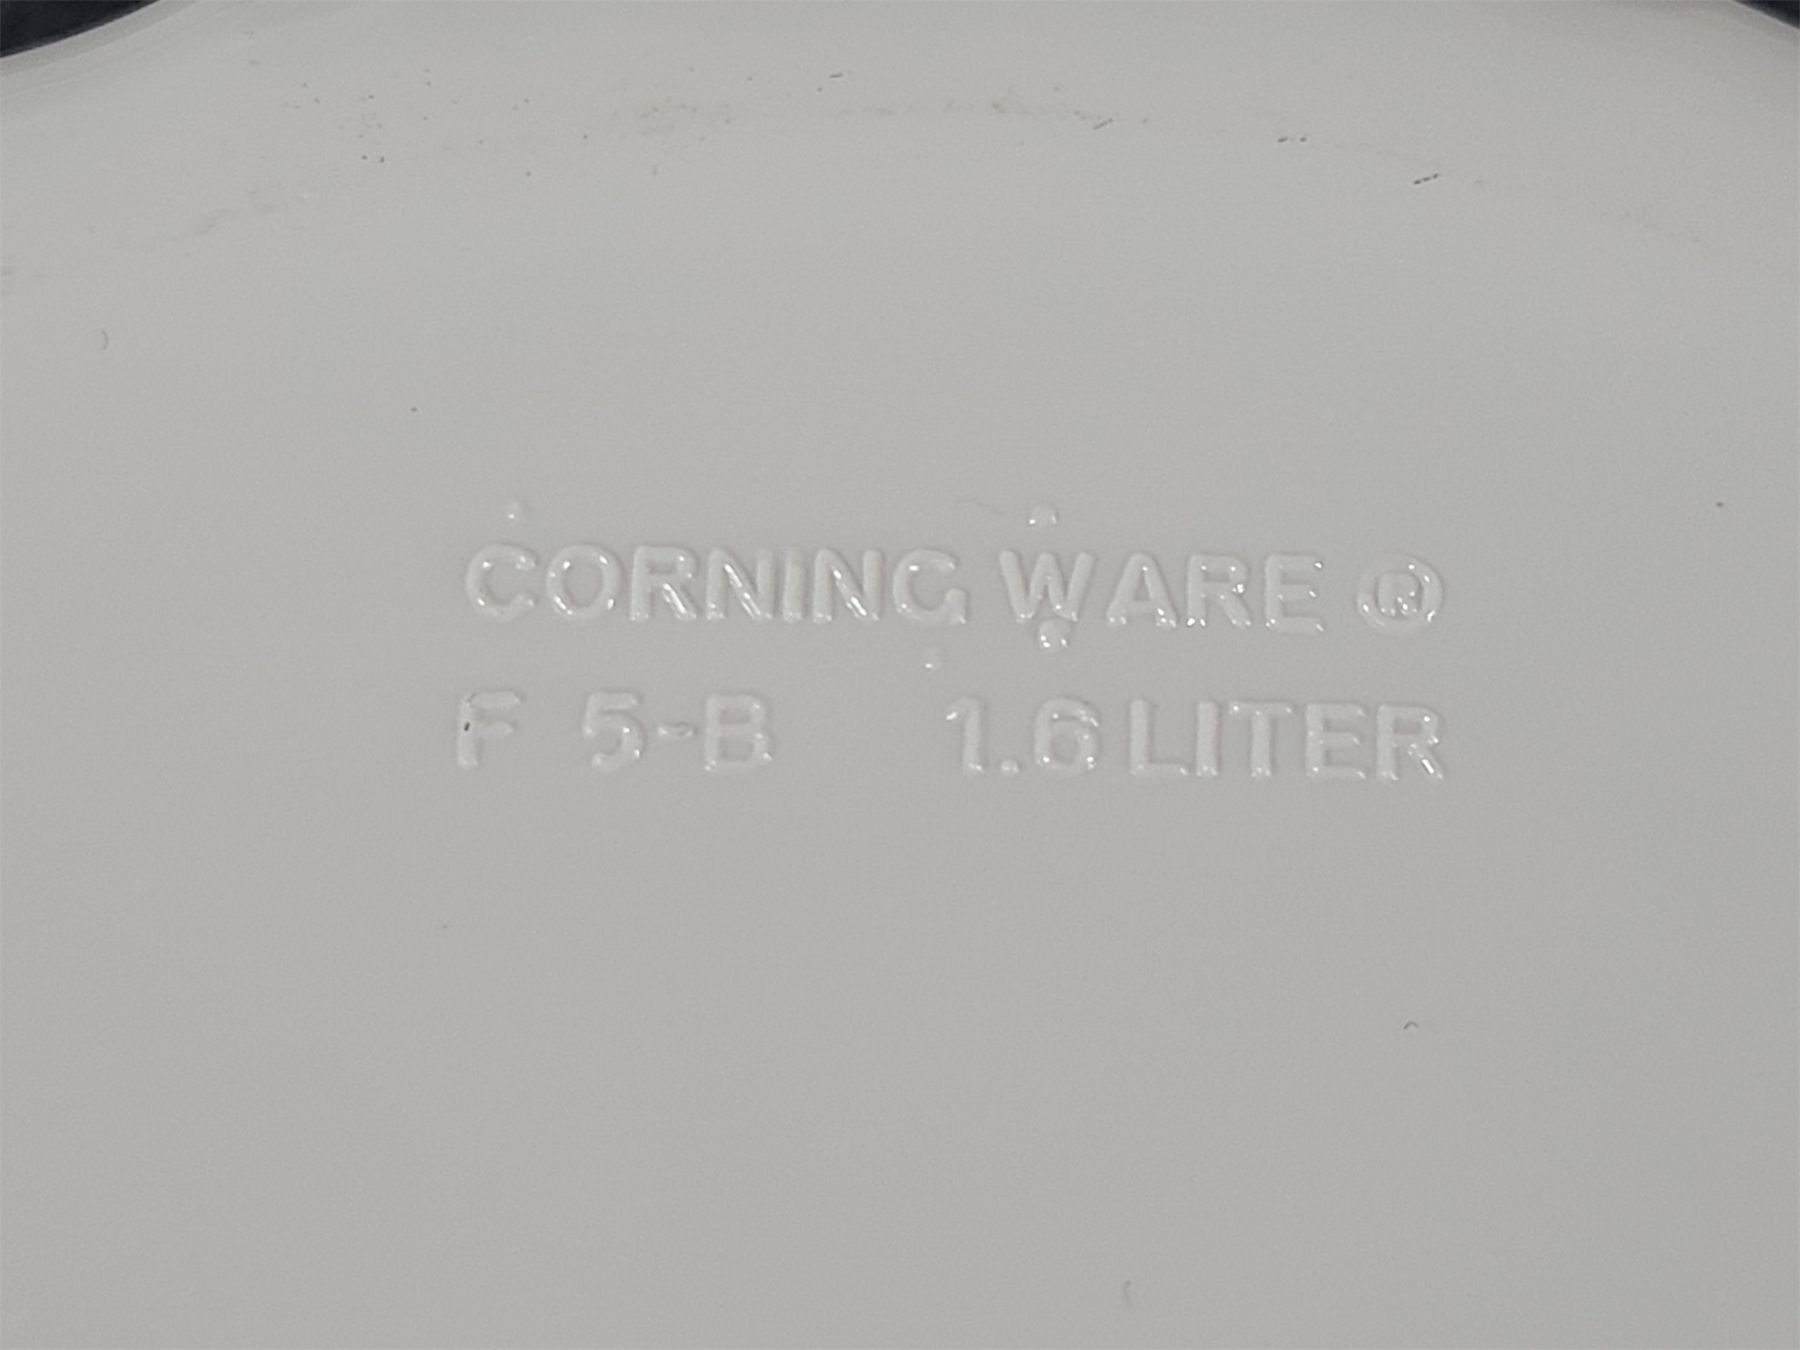 CORNING WARE ®
F 5-B 1.6 LITER